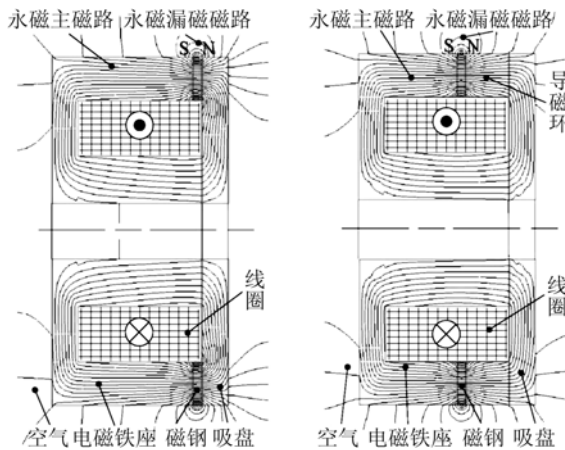 永磁主磁路 永磁漏磁磁吸路
S N
线圈
空气 电磁铁座 磁钢 吸盘
永磁主磁路 永磁漏磁磁路
S N
导磁环
线圈
空气 电磁铁座 磁钢 吸盘